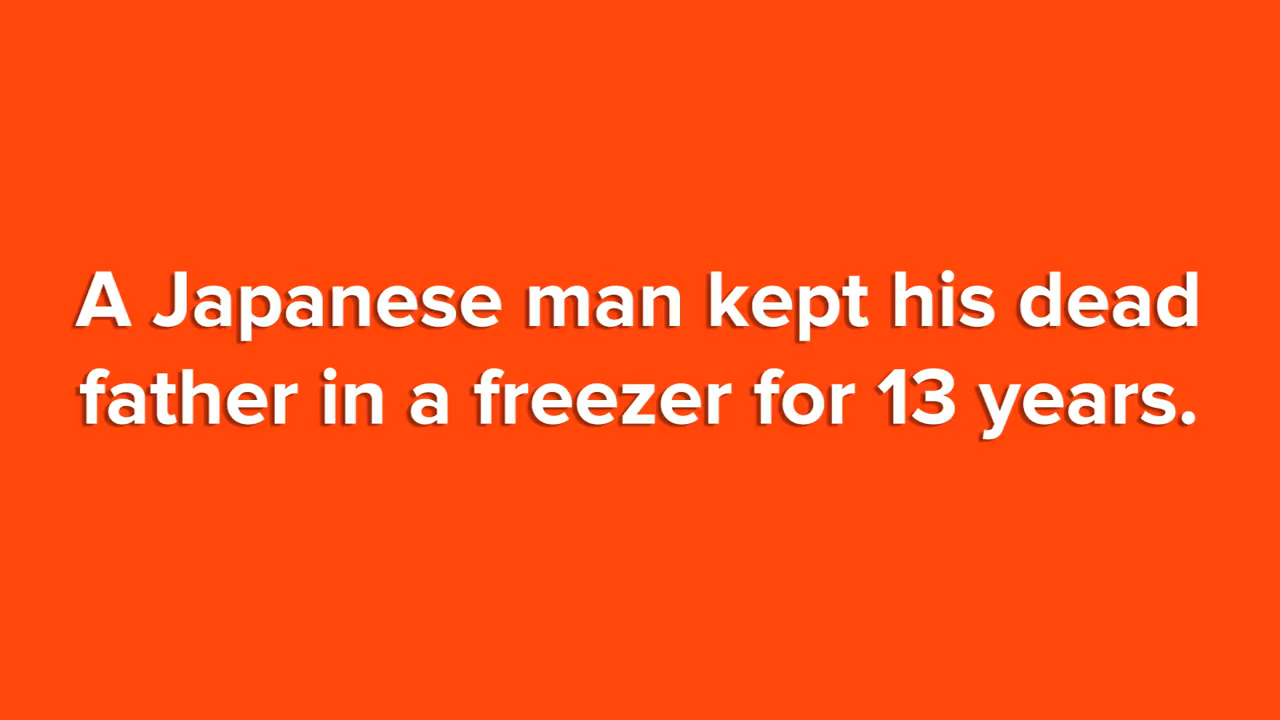 A Japanese man kept his dead
father in a freezer for 13 years.